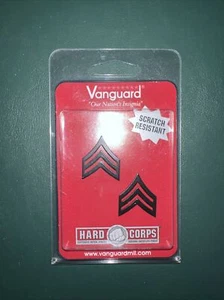 Vanguard®
"Our Nation's Insignia"
SCRATCH
RESISTANT
HARD CORPS
www.vanguardmil.com